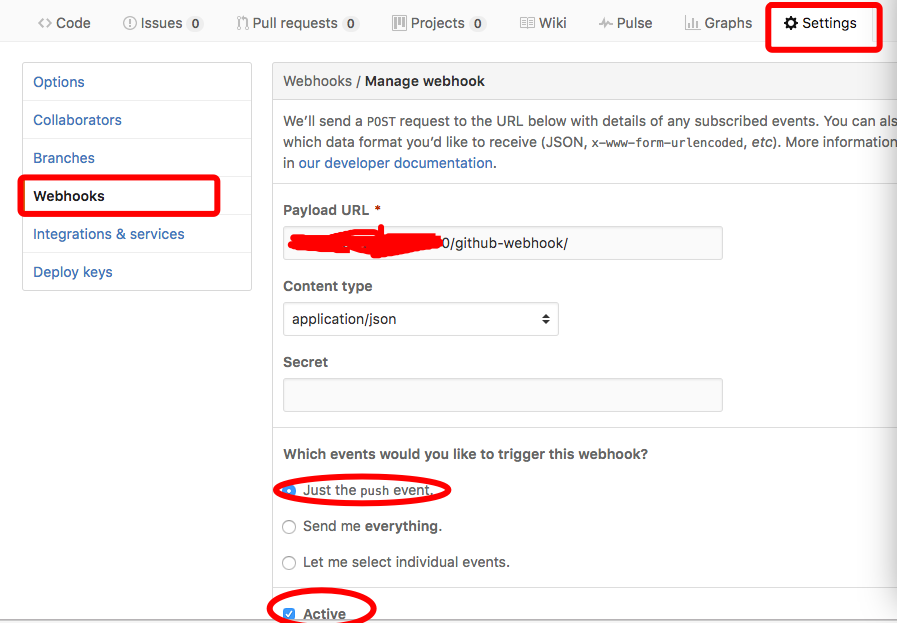 Code Issues 0 Pull requests 0 Projects 0 Wiki Pulse Graphs Settings
Options
Collaborators
Branches
Webhooks
Integrations & services
Deploy keys
Webhooks / Manage webhook
We’ll send a POST request to the URL below with details of any subscribed events. You can als
which data format you’d like to receive (JSON, x-www-form-urlencoded, etc). More information
in our developer documentation.
Payload URL *
0/github-webhook/
Content type
application/json
Secret
Which events would you like to trigger this webhook?
Just the push event.
Send me everything.
Let me select individual events.
Active